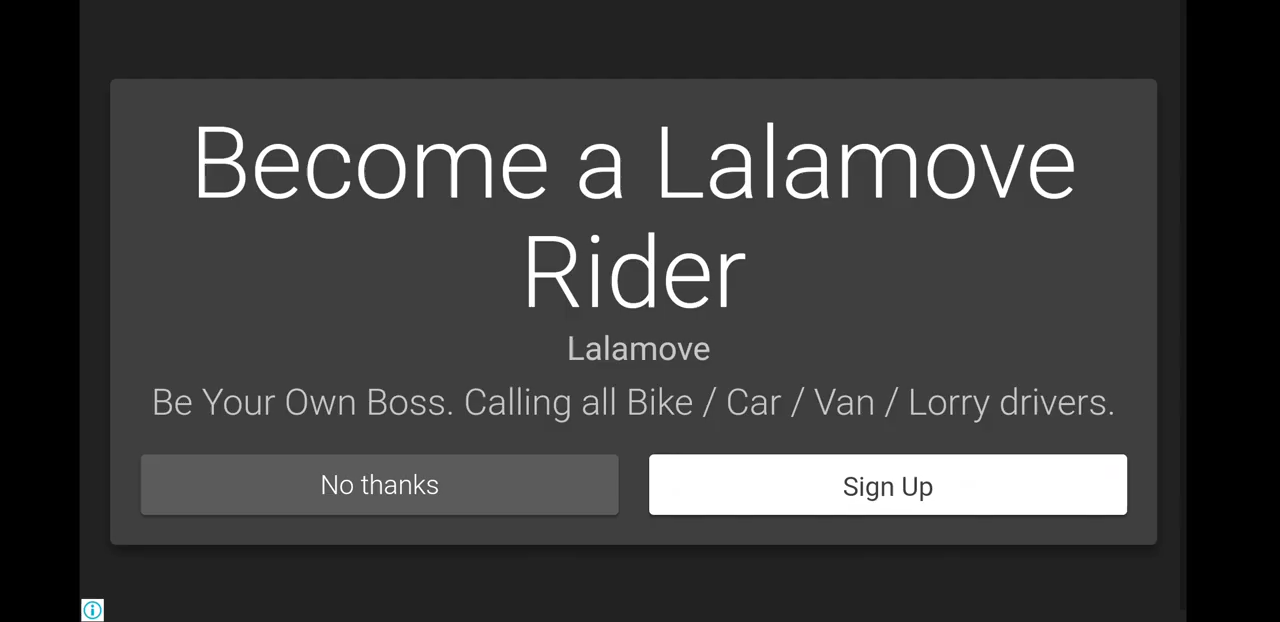 Become a Lalamove
Rider
Lalamove
Be Your Own Boss. Calling all Bike / Car / Van / Lorry drivers.
No thanks
Sign Up